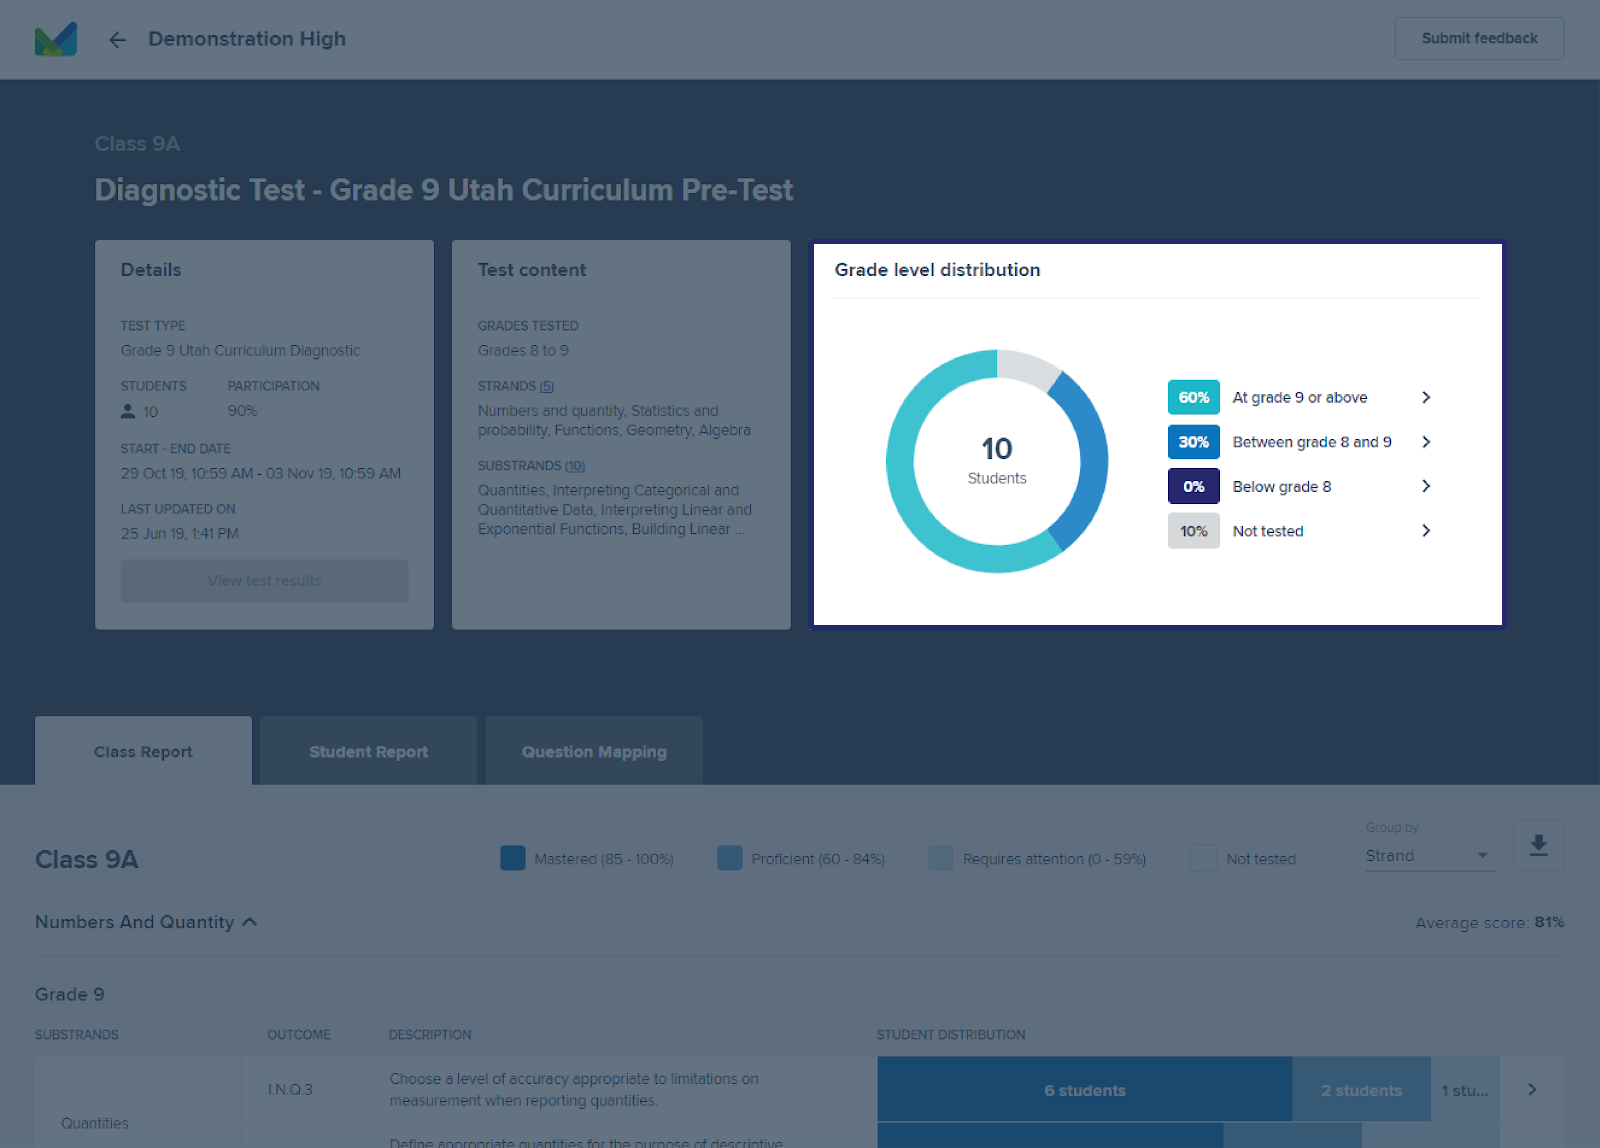 Demonstration High
Submit feedback
Class 9A
Diagnostic Test - Grade 9 Utah Curriculum Pre-Test
Details
TEST TYPE
Grade 9 Utah Curriculum Diagnostic
STUDENTS PARTICIPATION
10 90%
START - END DATE
29 Oct 19, 10:59 AM - 03 Nov 19, 10:59 AM
LAST UPDATED ON
25 Jun 19, 1:41 PM
View test results
Test content
GRADES TESTED
Grades 8 to 9
STRANDS (5)
Numbers and quantity, Statistics and
probability, Functions, Geometry, Algebra
SUBSTRANDS (10)
Quantities, Interpreting Categorical and
Quantitative Data, Interpreting Linear and
Exponential Functions, Building Linear ...
Grade level distribution
10
Students
60% At grade 9 or above
30% Between grade 8 and 9
0% Below grade 8
10% Not tested
Class Report
Student Report
Question Mapping
Class 9A
Mastered (85 - 100%)
Proficient (60 - 84%)
Requires attention (0 - 59%)
Not tested
Group by
Strand
Numbers And Quantity
Average score: 81%
Grade 9
SUBSTRANDS OUTCOME DESCRIPTION STUDENT DISTRIBUTION
Quantities
I.N.Q.3
Choose a level of accuracy appropriate to limitations on
measurement when reporting quantities.
6 students 2 students 1 stu...
Define appropriate quantities for the purpose of descriptive